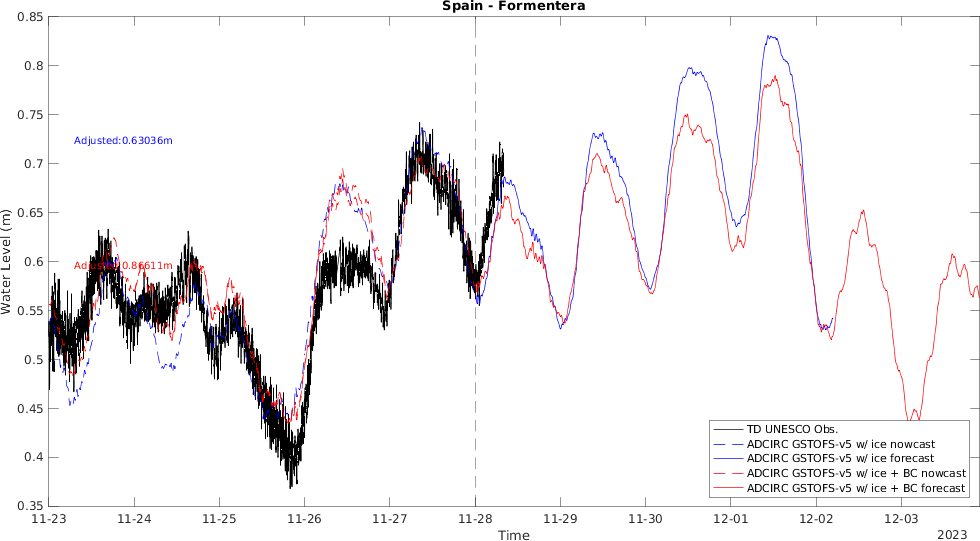 Spain - Formentera
0.85
0.8
0.75
0.7
0.65
0.6
0.55
0.5
0.45
0.4
0.35
Water Level (m)
Adjusted:0.63036m
Adjusted:0.86611m
TD UNESCO Obs.
ADCIRC GSTOFS-v5 w/ ice nowcast
ADCIRC GSTOFS-v5 w/ ice forecast
ADCIRC GSTOFS-v5 w/ ice + BC nowcast
ADCIRC GSTOFS-v5 w/ ice + BC forecast
11-23 11-24 11-25 11-26 11-27 11-28 11-29 11-30 12-01 12-02 12-03
Time
2023